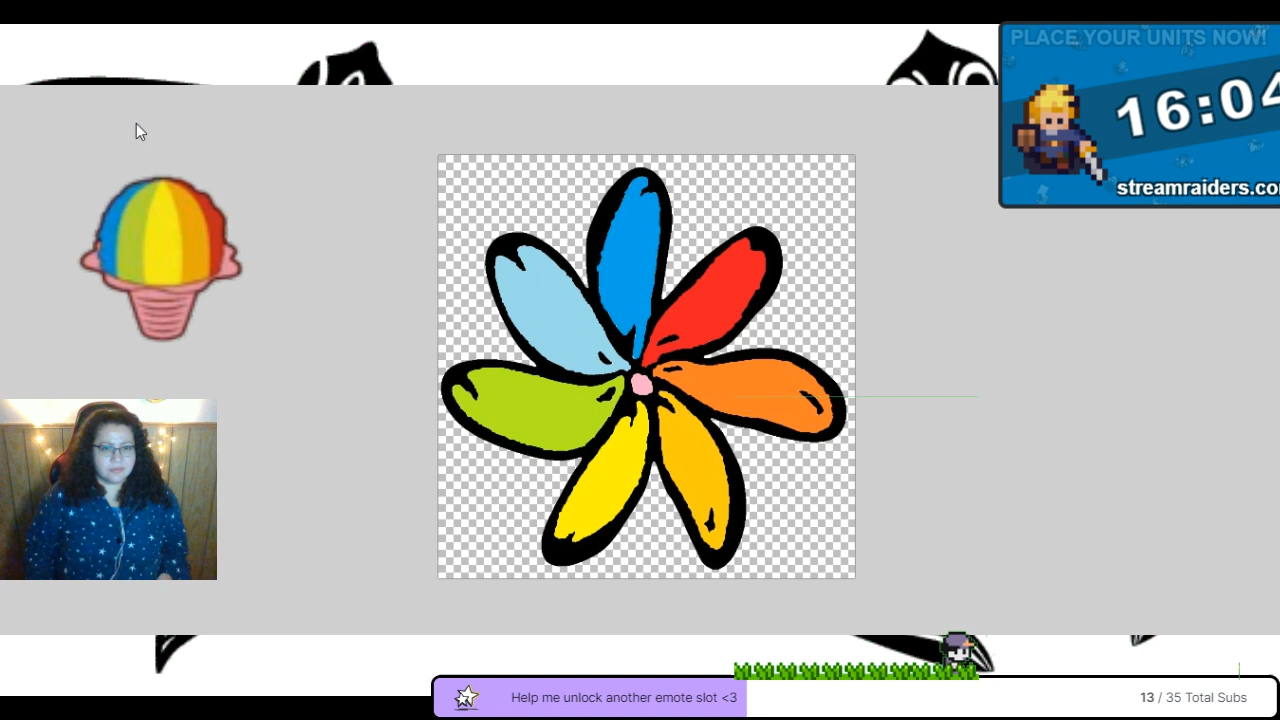 PLACE YOUR UNITS NOW!
16:04
streamraiders.co
Help me unlock another emote slot <3
13 / 35 Total Subs